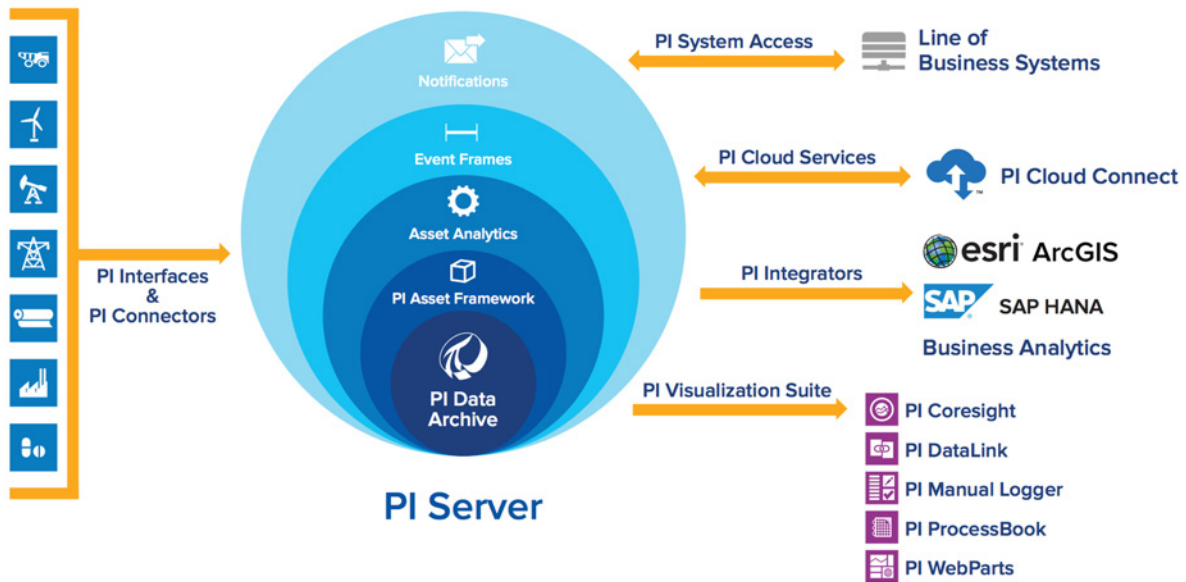 PI Interfaces
&
PI Connectors
Notifications
Event Frames
Asset Analytics
PI Asset Framework
PI Data
Archive
PI Server
PI System Access
Line of
Business Systems
PI Cloud Services
PI Cloud Connect
TM
PI Integrators
esri ArcGIS
SAP SAP HANA
Business Analytics
PI Visualization Suite
PI Coresight
PI DataLink
PI Manual Logger
PI ProcessBook
PI WebParts